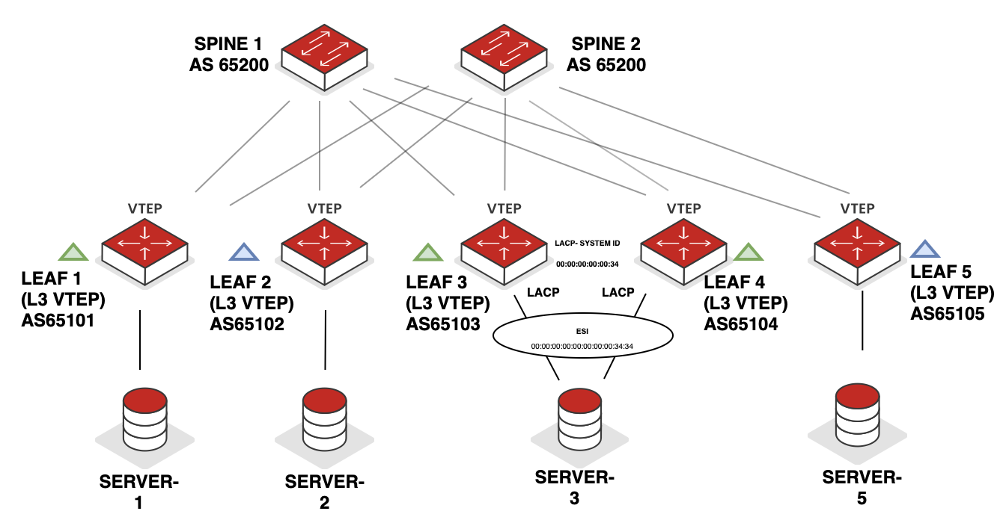 SPINE 1
AS 65200
SPINE 2
AS 65200
VTEP
VTEP
VTEP
VTEP
VTEP
LEAF 1
(L3 VTEP)
AS65101
LEAF 2
(L3 VTEP)
AS65102
LEAF 3
(L3 VTEP)
AS65103
LACP- SYSTEM ID
00:00:00:00:00:34
LACP
LACP
LEAF 4
(L3 VTEP)
AS65104
LEAF 5
(L3 VTEP)
AS65105
ESI
00:00:00:00:00:00:00:00:34:34
SERVER-
1
SERVER-
2
SERVER-
3
SERVER-
5